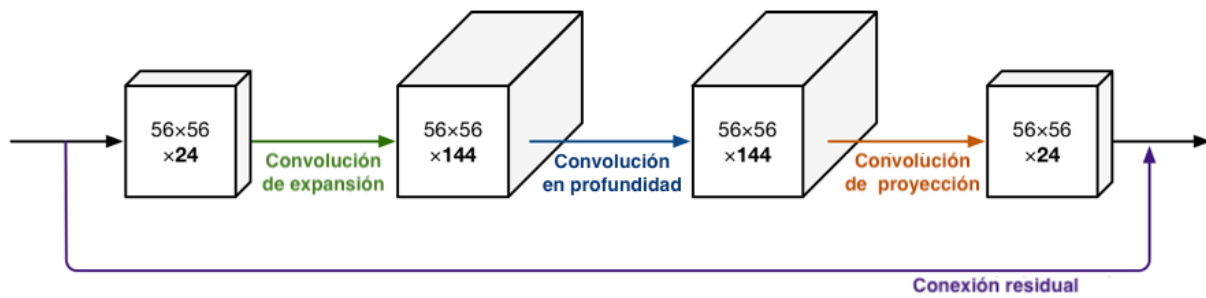 56×56
×24
Convolución
de expansión
56×56
×144
Convolución
en profundidad
56×56
×144
Convolución
de proyección
56×56
×24
Conexión residual